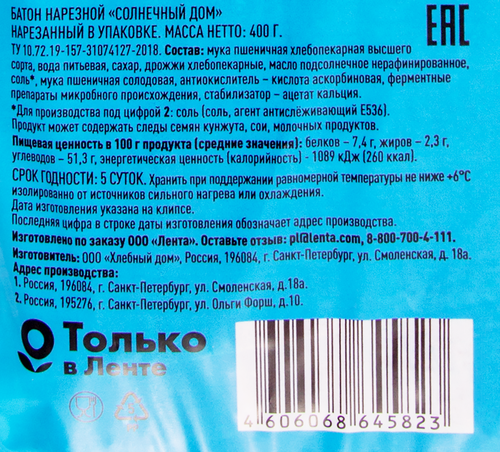 БАТОН НАРЕЗНОЙ «СОЛНЕЧНЫЙ ДОМ»
НАРЕЗАННЫЙ В УПАКОВКЕ. МАССА НЕТТО: 400 Г.
ТУ 10.72.19-157-31074127-2018. Состав: мука пшеничная хлебопекарная высшего
сорта, вода питьевая, сахар, дрожжи хлебопекарные, масло подсолнечное нерафинированное,
соль*, мука пшеничная солодовая, антиокислитель – кислота аскорбиновая, ферментные
препараты микробного происхождения, стабилизатор – ацетат кальция.
*Для производства под цифрой 2: соль (соль, агент антислёживающий Е536).
Продукт может содержать следы семян кунжута, сои, молочных продуктов.
Пищевая ценность в 100 г продукта (средние значения): белков – 7,4 г, жиров – 2,3 г,
углеводов – 51,3 г, энергетическая ценность (калорийность) - 1089 кДж (260 ккал).
СРОК ГОДНОСТИ: 5 СУТОК. Хранить при поддержании равномерной температуры не ниже +6°С
изолированно от источников сильного нагрева или охлаждения.
Дата изготовления указана на клипсе.
Последняя цифра в строке даты изготовления обозначает адрес производства.
Изготовлено по заказу ООО «Лента». Оставьте отзыв: pl@lenta.com, 8-800-700-4-111.
Изготовитель: ООО «Хлебный дом», Россия, 196084, г. Санкт-Петербург, ул. Смоленская, д. 18а.
Адрес производства:
1. Россия, 196084, г. Санкт-Петербург, ул. Смоленская, д.18а.
2. Россия, 195276, г. Санкт-Петербург, ул. Ольги Форш, д.10.
EAC
Только
в Ленте
4 606068 645823